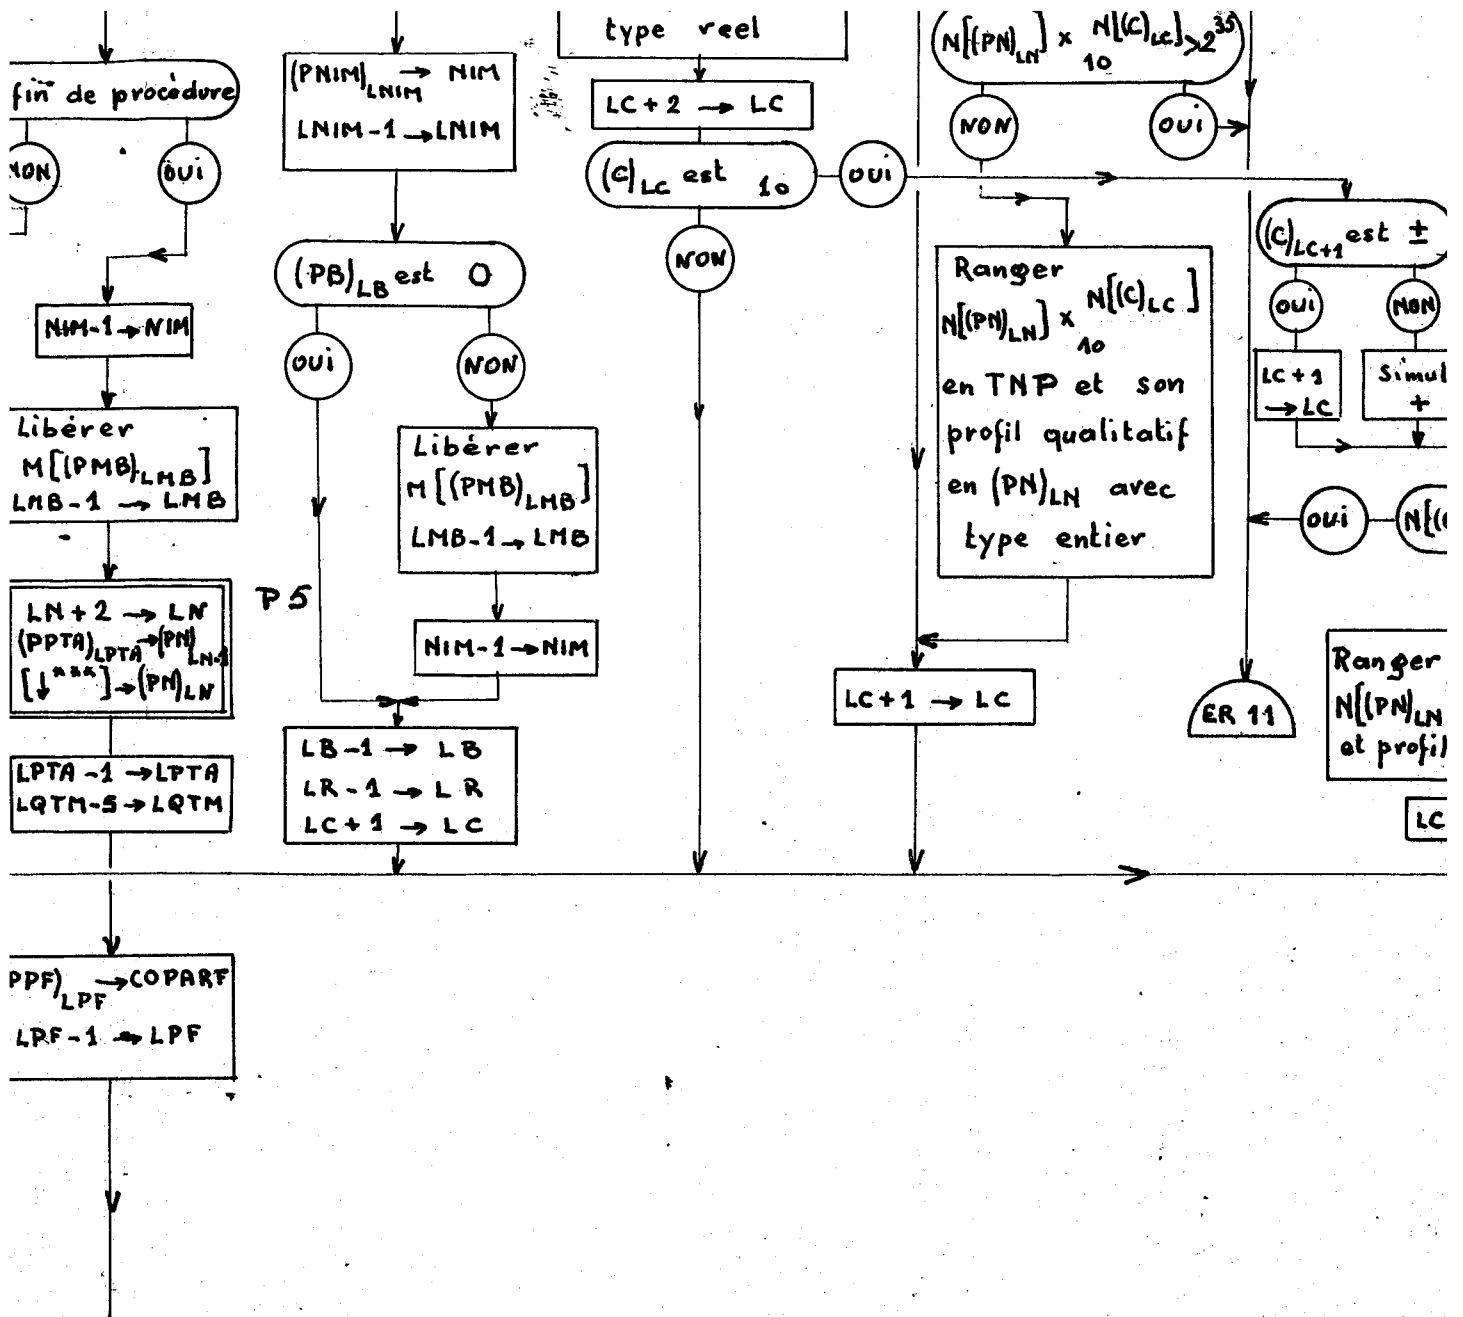 fin de procédure
NON
OUI
NIM-1 → NIM
Libérer
M[(PMB)LMB]
LMB-1 → LMB
LN+2 → LN
(PPTA)LPTA → (PN)LN-1
[↓***] → (PN)LN
LPTA-1 → LPTA
LQTM-5 → LQTM
PPF)LPF → COPARF
LPF-1 → LPF
(PNIM)LNIM → NIM
LNIM-1 → LNIM
(PB)LB est 0
OUI
NON
Libérer
M[(PMB)LMB]
LMB-1 → LMB
P5
NIM-1 → NIM
LB-1 → LB
LR-1 → LR
LC+1 → LC
type reel
LC+2 → LC
(C)LC est 10
OUI
NON
N[(PN)LN] x 10 N[(C)LC] > 2^35
NON
OUI
Ranger
N[(PN)LN] x 10 N[(C)LC]
en TNP et son
profil qualitatif
en (PN)LN avec
type entier
LC+1 → LC
ER 11
(C)LC+1 est ±
OUI
NON
LC+1
→ LC
Simul
+
OUI
N[(
Ranger
N[(PN)LN
et profil
LC